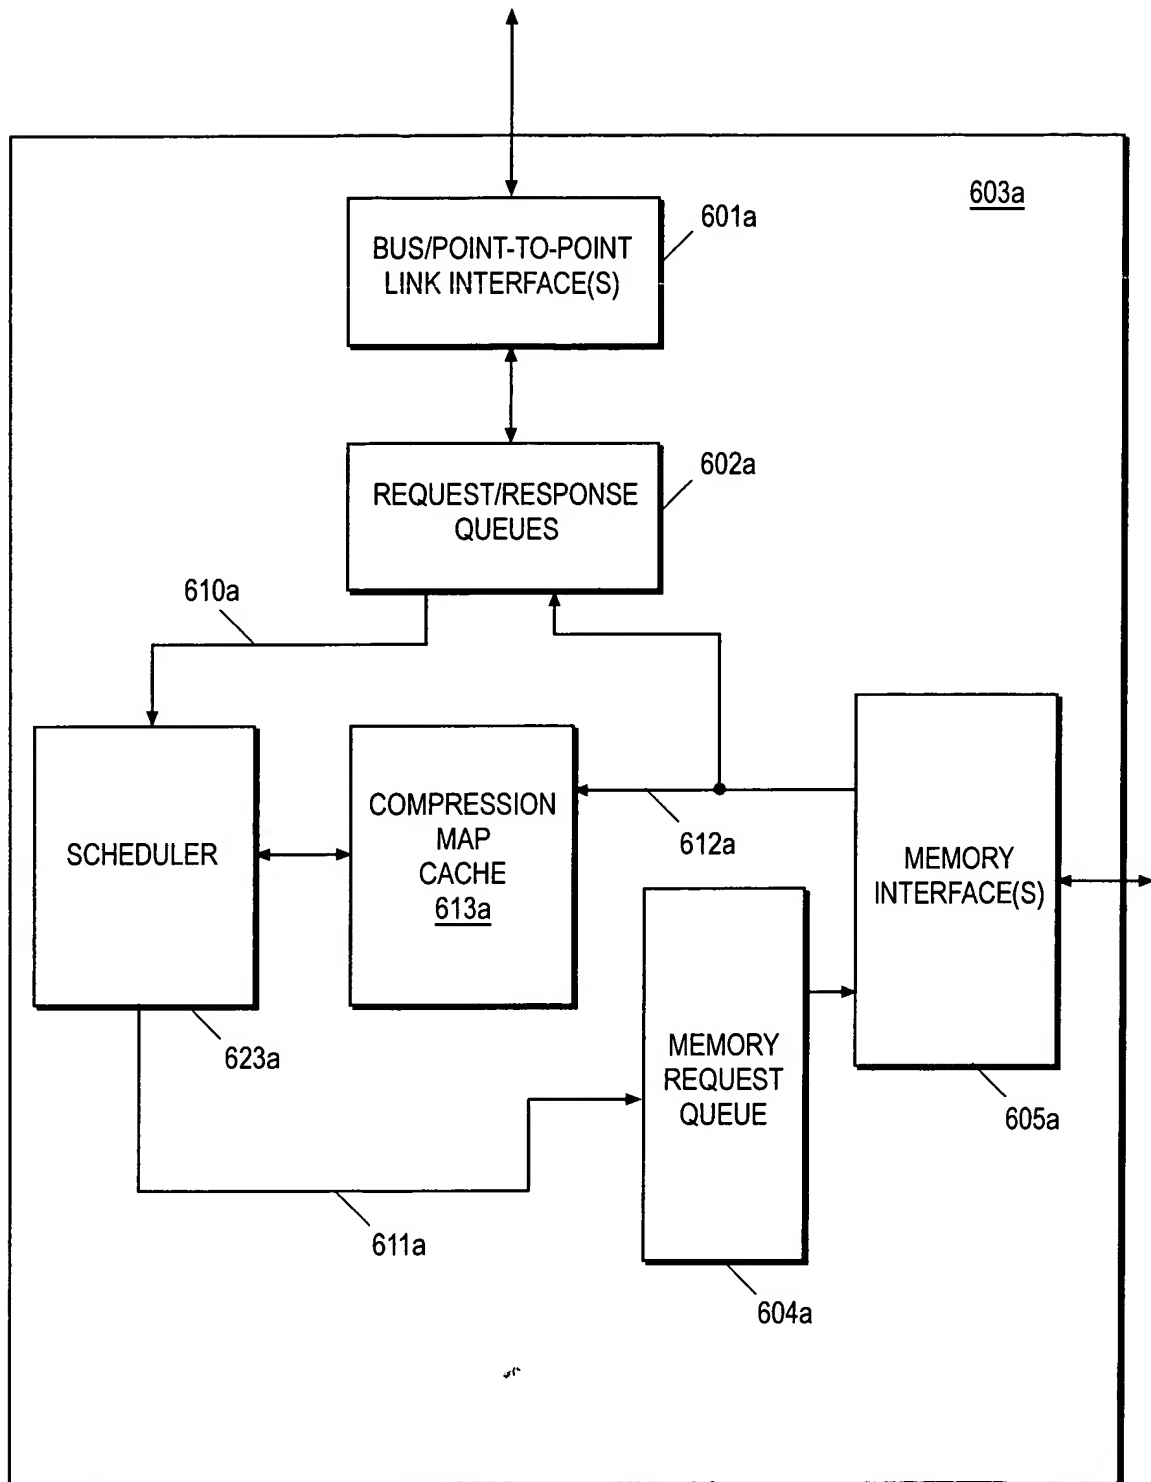 603a
601a
BUS/POINT-TO-POINT
LINK INTERFACE(S)
602a
REQUEST/RESPONSE
QUEUES
610a
SCHEDULER
COMPRESSION
MAP
CACHE
613a
612a
MEMORY
INTERFACE(S)
623a
MEMORY
REQUEST
QUEUE
605a
611a
604a